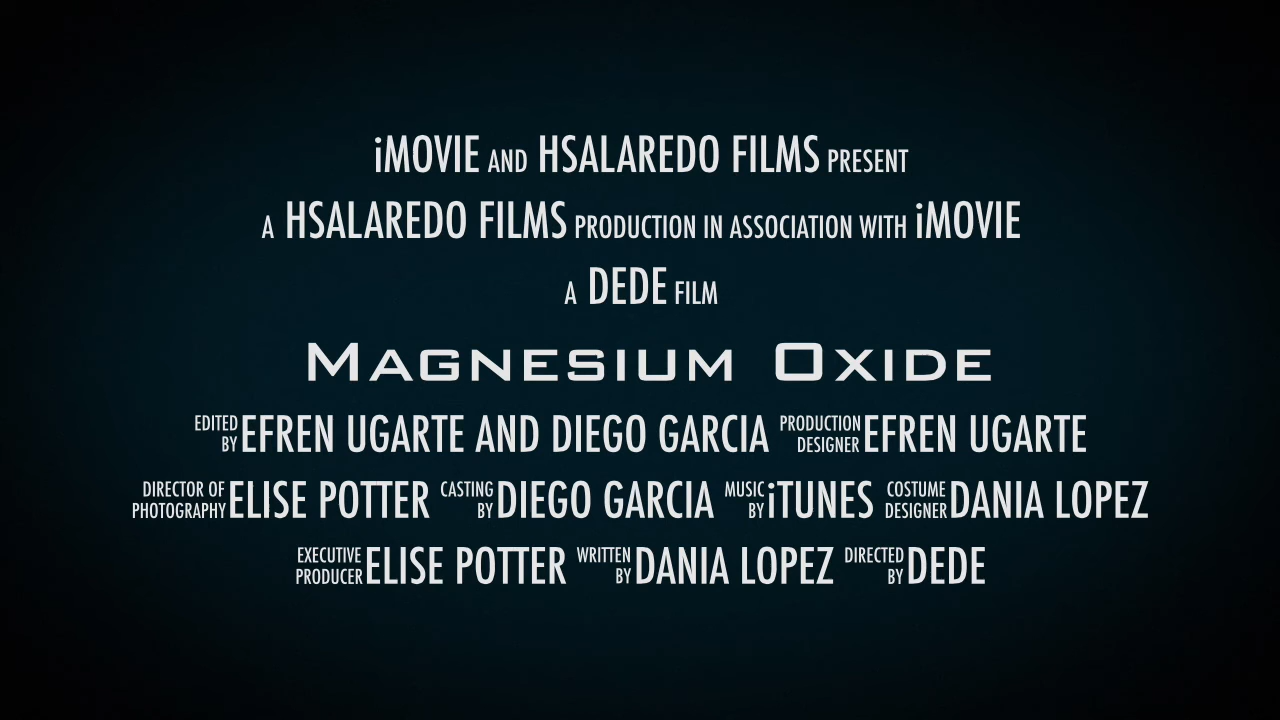 iMOVIE AND HSALAREDO FILMS PRESENT
A HSALAREDO FILMS PRODUCTION IN ASSOCIATION WITH iMOVIE
A DEDE FILM
MAGNESIUM OXIDE
EDITED BY EFREN UGARTE AND DIEGO GARCIA PRODUCTION DESIGNER EFREN UGARTE
DIRECTOR OF PHOTOGRAPHY ELISE POTTER CASTING BY DIEGO GARCIA MUSIC BY iTUNES COSTUME DESIGNER DANIA LOPEZ
EXECUTIVE PRODUCER ELISE POTTER WRITTEN BY DANIA LOPEZ DIRECTED BY DEDE